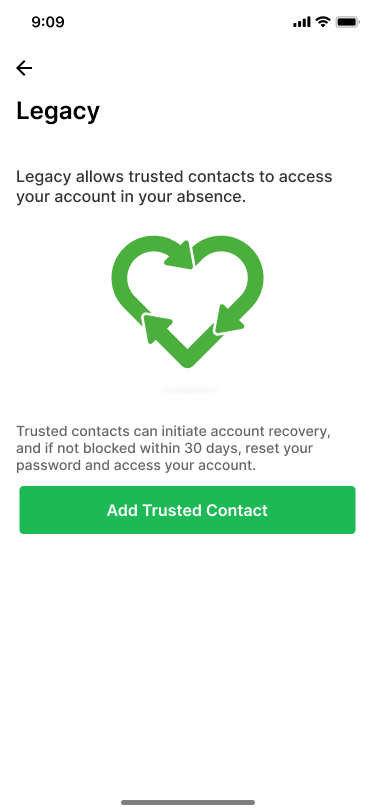 9:09
Legacy
Legacy allows trusted contacts to access
your account in your absence.
Trusted contacts can initiate account recovery,
and if not blocked within 30 days, reset your
password and access your account.
Add Trusted Contact